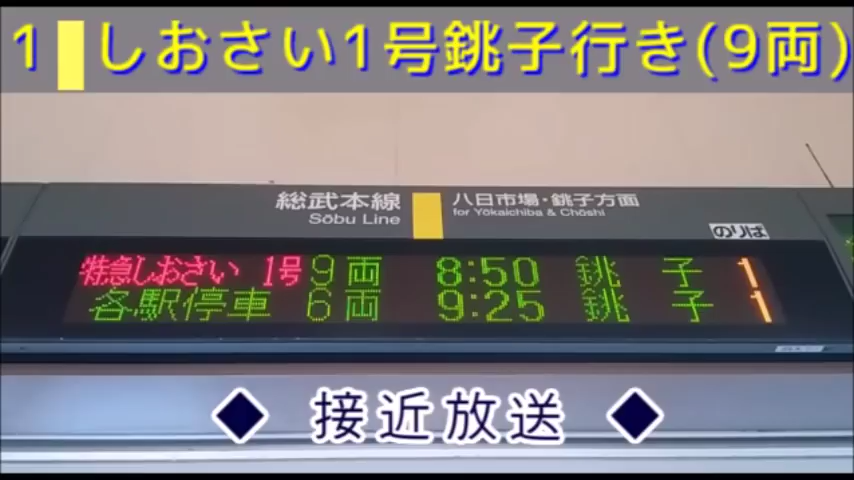 1 しおさい1号銚子行き(9両)
総武本線 八日市場・銚子方面
Sōbu Line for Yōkaichiba & Chōshi
のりば
特急しおさい 1号 9両 8:50 銚子 1
各駅停車 6両 9:25 銚子 1
◆ 接近放送 ◆